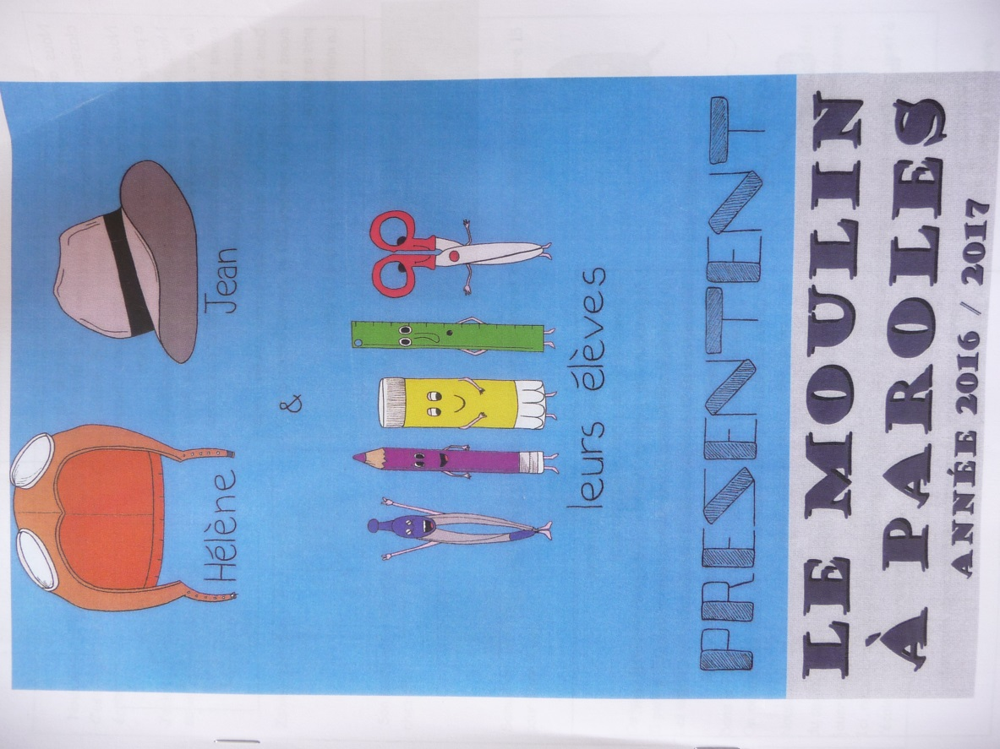 Hélène
Jean
&
leurs élèves
PRESENTENT
LE MOULIN
À PAROLES
ANNÉE 2016 / 2017